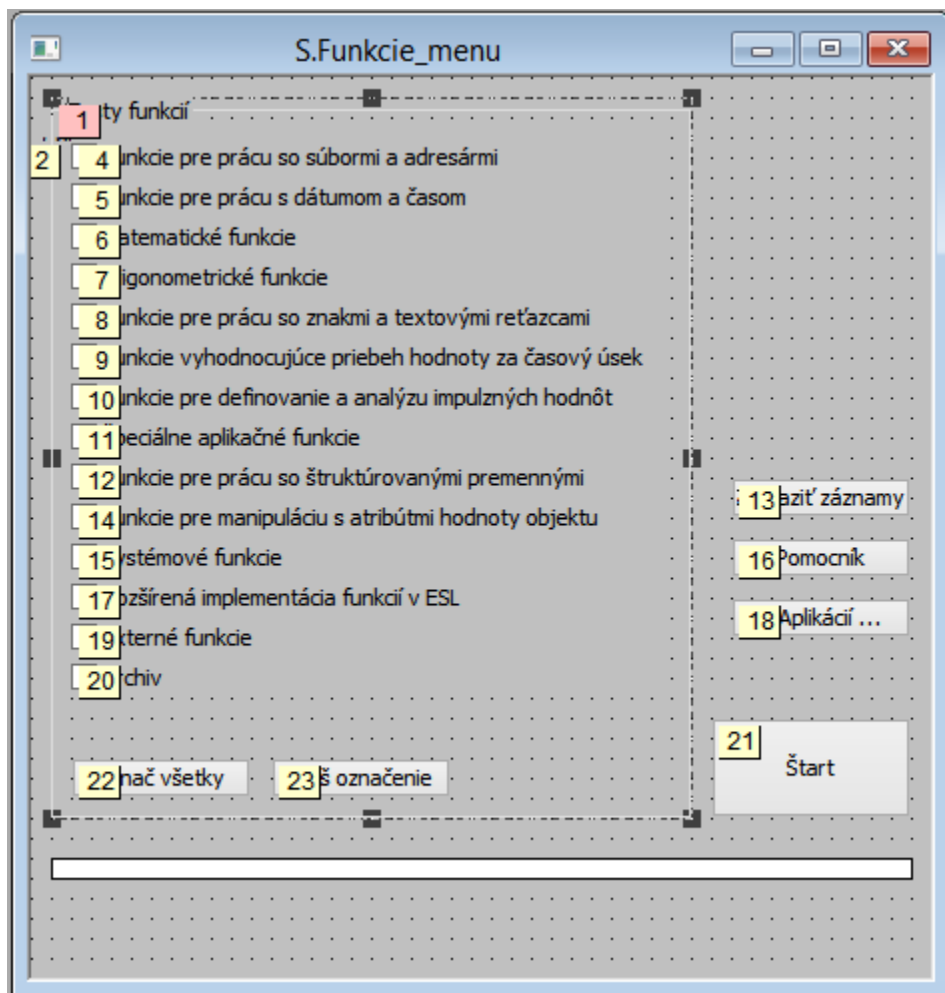 S.Funkcie_menu
1 ty funkcií
2
4 unkcie pre prácu so súbormi a adresármi
5 unkcie pre prácu s dátumom a časom
6 atematické funkcie
7 igonometrické funkcie
8 unkcie pre prácu so znakmi a textovými reťazcami
9 unkcie vyhodnocujúce priebeh hodnoty za časový úsek
10 unkcie pre definovanie a analýzu impulzných hodnôt
11 peciálne aplikačné funkcie
12 unkcie pre prácu so štruktúrovanými premennými
13 aziť záznamy
14 unkcie pre manipuláciu s atribútmi hodnoty objektu
15 ystémové funkcie
16 Pomocník
17 ozšírená implementácia funkcií v ESL
18 Aplikácií ...
19 xterné funkcie
20 rchiv
21 Štart
22 nač všetky
23 š označenie